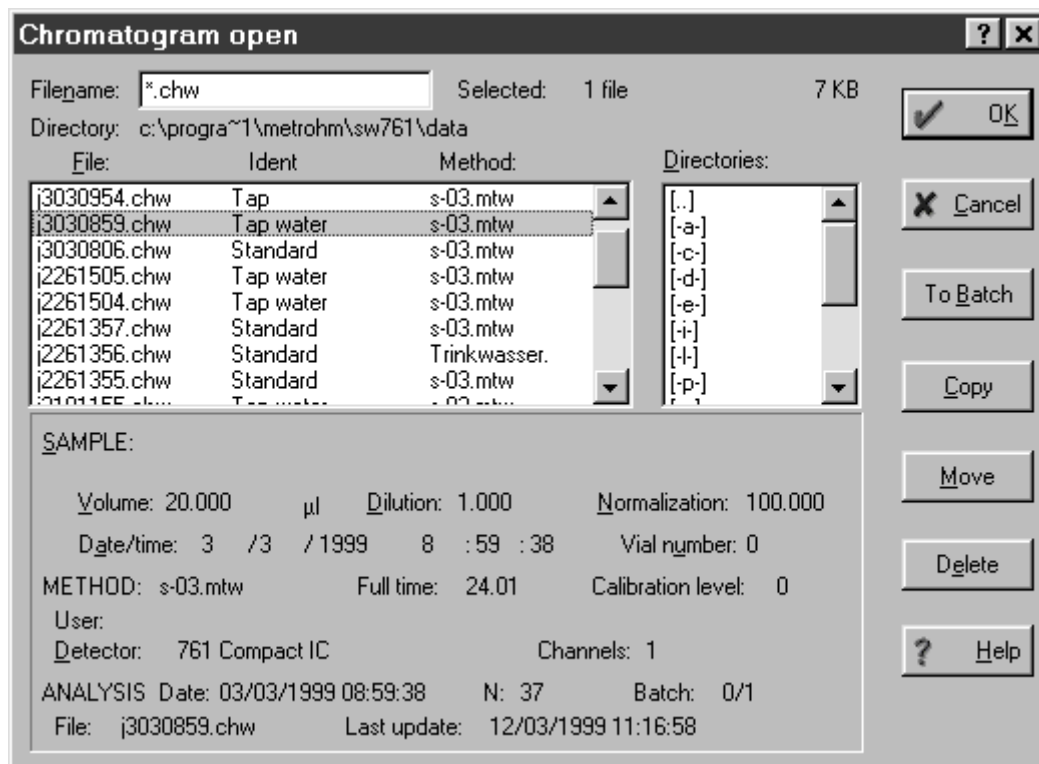 Chromatogram open
Filename: *.chw Selected: 1 file 7 KB
OK
Directory: c:\progra~1\metrohm\sw761\data
File: Ident Method: Directories:
j3030954.chw Tap s-03.mtw [..]
j3030859.chw Tap water s-03.mtw [-a-]
j3030806.chw Standard s-03.mtw [-c-]
j2261505.chw Tap water s-03.mtw [-d-]
j2261504.chw Tap water s-03.mtw [-e-]
j2261357.chw Standard s-03.mtw [-i-]
j2261356.chw Standard Trinkwasser. [-l-]
j2261355.chw Standard s-03.mtw [-p-]
Cancel
To Batch
Copy
Move
Delete
? Help
SAMPLE:
Volume: 20.000 µl Dilution: 1.000 Normalization: 100.000
Date/time: 3 /3 / 1999 8 : 59 : 38 Vial number: 0
METHOD: s-03.mtw Full time: 24.01 Calibration level: 0
User:
Detector: 761 Compact IC Channels: 1
ANALYSIS Date: 03/03/1999 08:59:38 N: 37 Batch: 0/1
File: j3030859.chw Last update: 12/03/1999 11:16:58